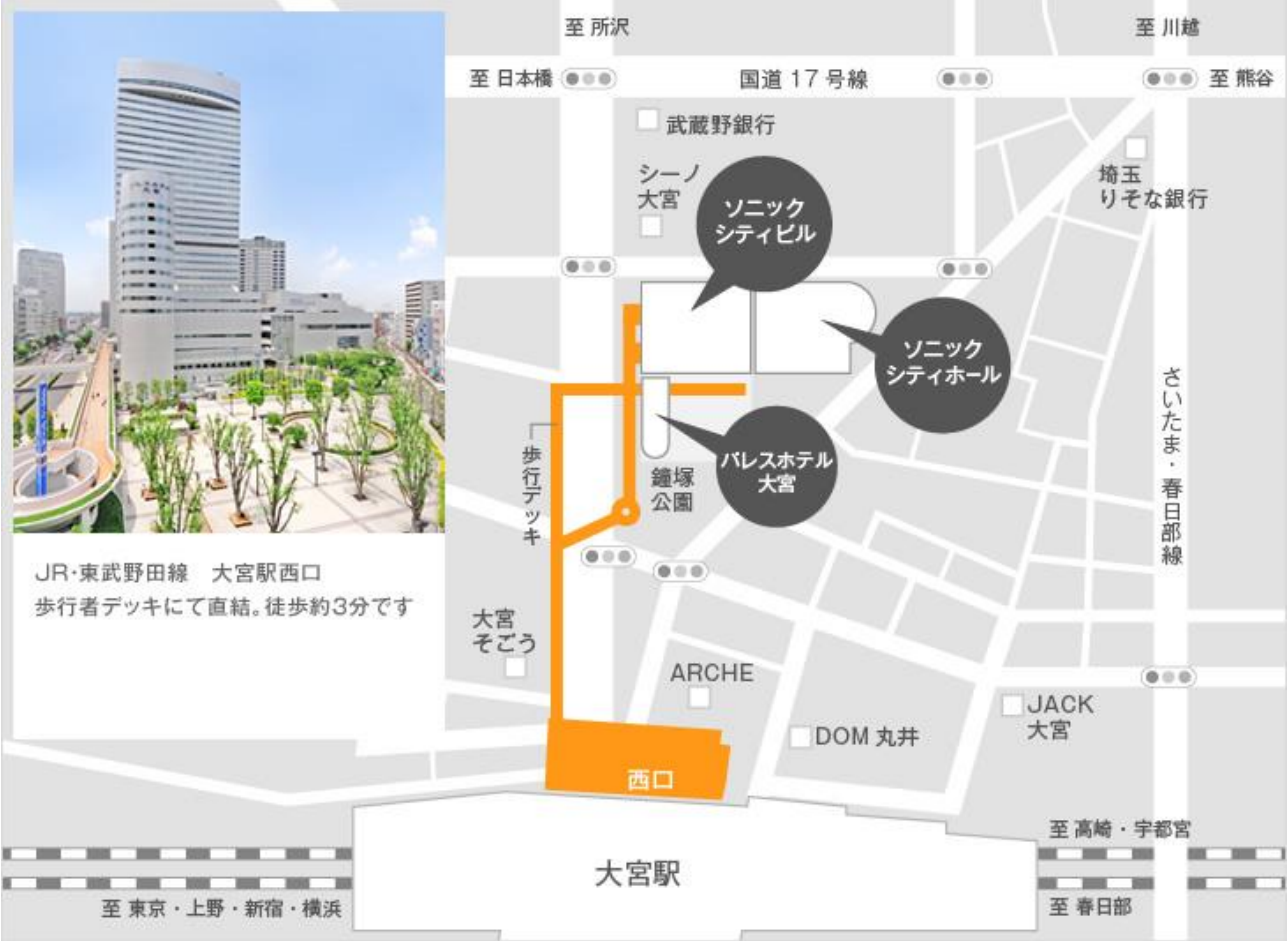 至 所沢
至 川越
至 日本橋
国道 17 号線
至 熊谷
武蔵野銀行
シーノ
大宮
ソニック
シティビル
埼玉
りそな銀行
ソニック
シティホール
さいたま・春日部線
パレスホテル
大宮
鐘塚
公園
歩行デッキ
JR・東武野田線　大宮駅西口
歩行者デッキにて直結。徒歩約3分です
大宮
そごう
ARCHE
JACK
大宮
DOM 丸井
西口
至 高崎・宇都宮
大宮駅
至 東京・上野・新宿・横浜
至 春日部